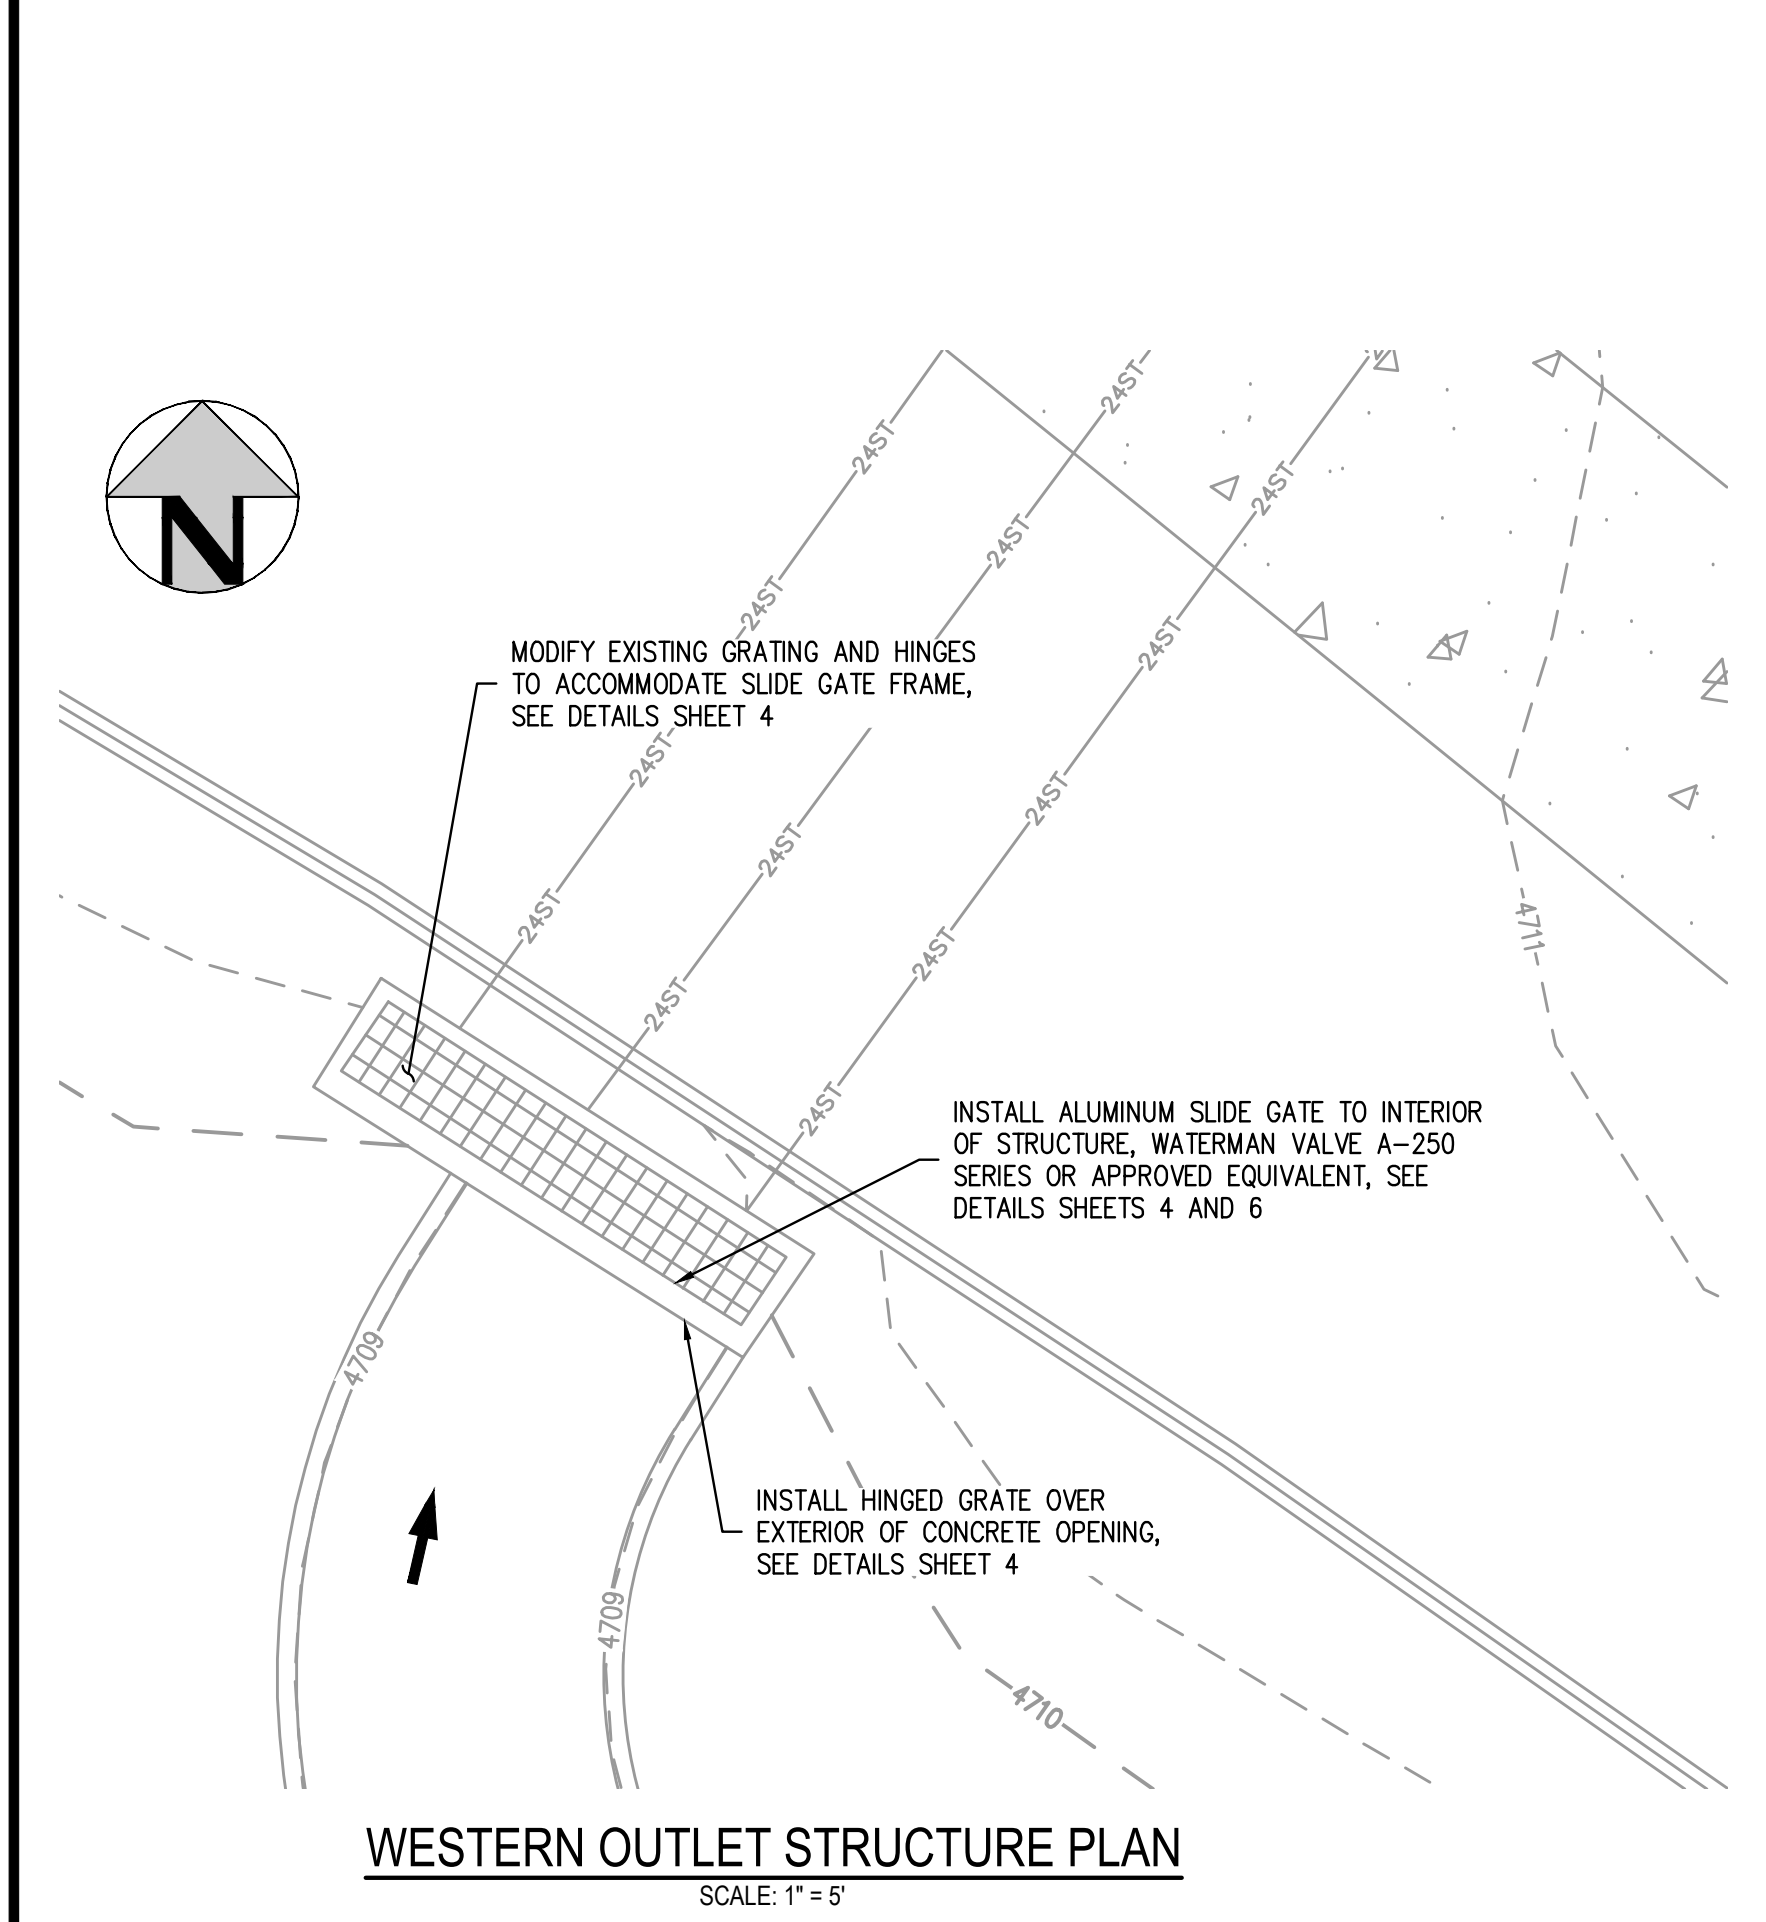 24ST
24ST
24ST
24ST
24ST
24ST
N
24ST
24ST
MODIFY EXISTING GRATING AND HINGES
TO ACCOMMODATE SLIDE GATE FRAME,
SEE DETAILS SHEET 4
24ST
24ST
24ST
24ST
24ST
4711
24ST
24ST
INSTALL ALUMINUM SLIDE GATE TO INTERIOR
OF STRUCTURE, WATERMAN VALVE A-250
SERIES OR APPROVED EQUIVALENT, SEE
DETAILS SHEETS 4 AND 6
4709
INSTALL HINGED GRATE OVER
EXTERIOR OF CONCRETE OPENING,
SEE DETAILS SHEET 4
4709
4710
WESTERN OUTLET STRUCTURE PLAN
SCALE: 1" = 5'